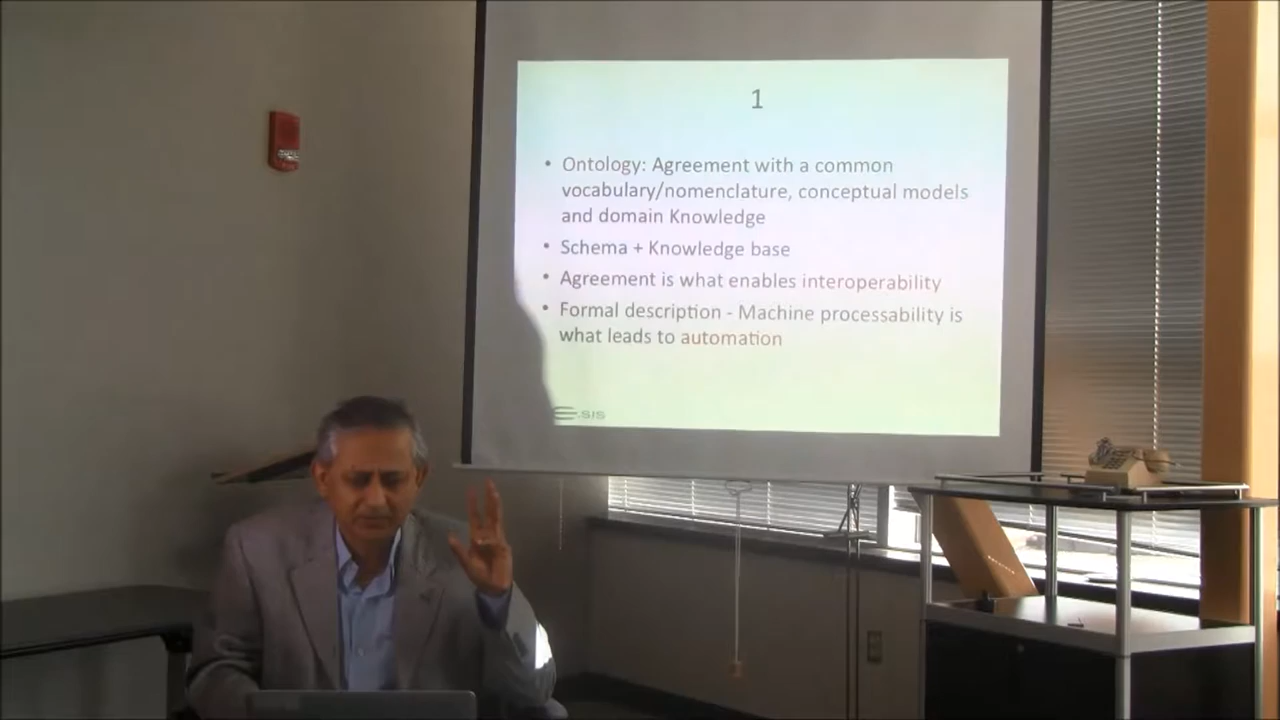 1
• Ontology: Agreement with a common
vocabulary/nomenclature, conceptual models
and domain Knowledge
• Schema + Knowledge base
• Agreement is what enables interoperability
• Formal description - Machine processability is
what leads to automation
.SIS